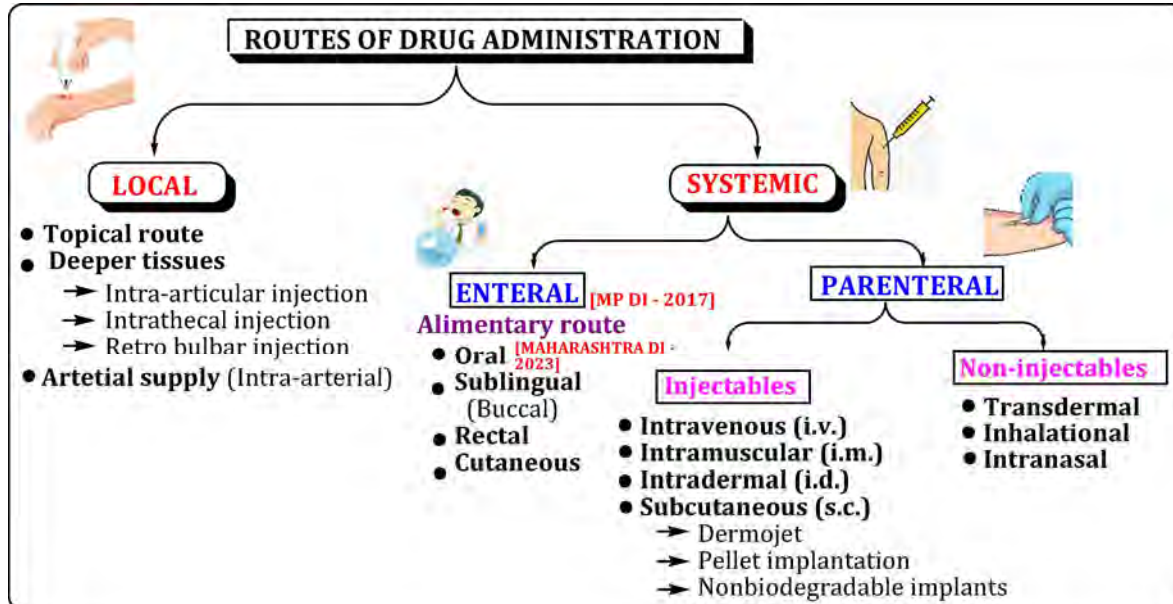 ROUTES OF DRUG ADMINISTRATION
LOCAL
● Topical route
● Deeper tissues
→ Intra-articular injection
→ Intrathecal injection
→ Retro bulbar injection
● Artetial supply (Intra-arterial)
SYSTEMIC
ENTERAL [MP DI - 2017]
Alimentary route
● Oral [MAHARASHTRA DI -
2023]
● Sublingual
(Buccal)
● Rectal
● Cutaneous
PARENTERAL
Injectables
● Intravenous (i.v.)
● Intramuscular (i.m.)
● Intradermal (i.d.)
● Subcutaneous (s.c.)
→ Dermojet
→ Pellet implantation
→ Nonbiodegradable implants
Non-injectables
● Transdermal
● Inhalational
● Intranasal